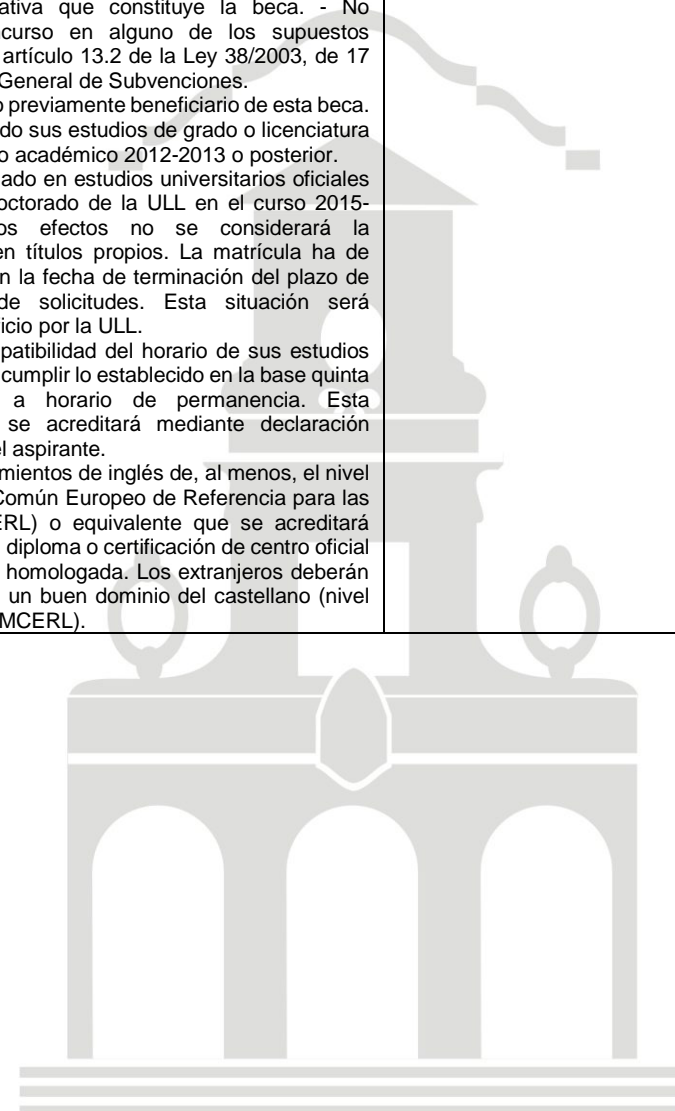 ativa que constituye la beca. - No
curso en alguno de los supuestos
artículo 13.2 de la Ley 38/2003, de 17
General de Subvenciones.
o previamente beneficiario de esta beca.
do sus estudios de grado o licenciatura
o académico 2012-2013 o posterior.
lado en estudios universitarios oficiales
octorado de la ULL en el curso 2015-
os efectos no se considerará la
en títulos propios. La matrícula ha de
n la fecha de terminación del plazo de
de solicitudes. Esta situación será
icio por la ULL.
patibilidad del horario de sus estudios
cumplir lo establecido en la base quinta
a horario de permanencia. Esta
se acreditará mediante declaración
el aspirante.
mientos de inglés de, al menos, el nivel
Común Europeo de Referencia para las
ERL) o equivalente que se acreditará
diploma o certificación de centro oficial
homologada. Los extranjeros deberán
un buen dominio del castellano (nivel
MCERL).